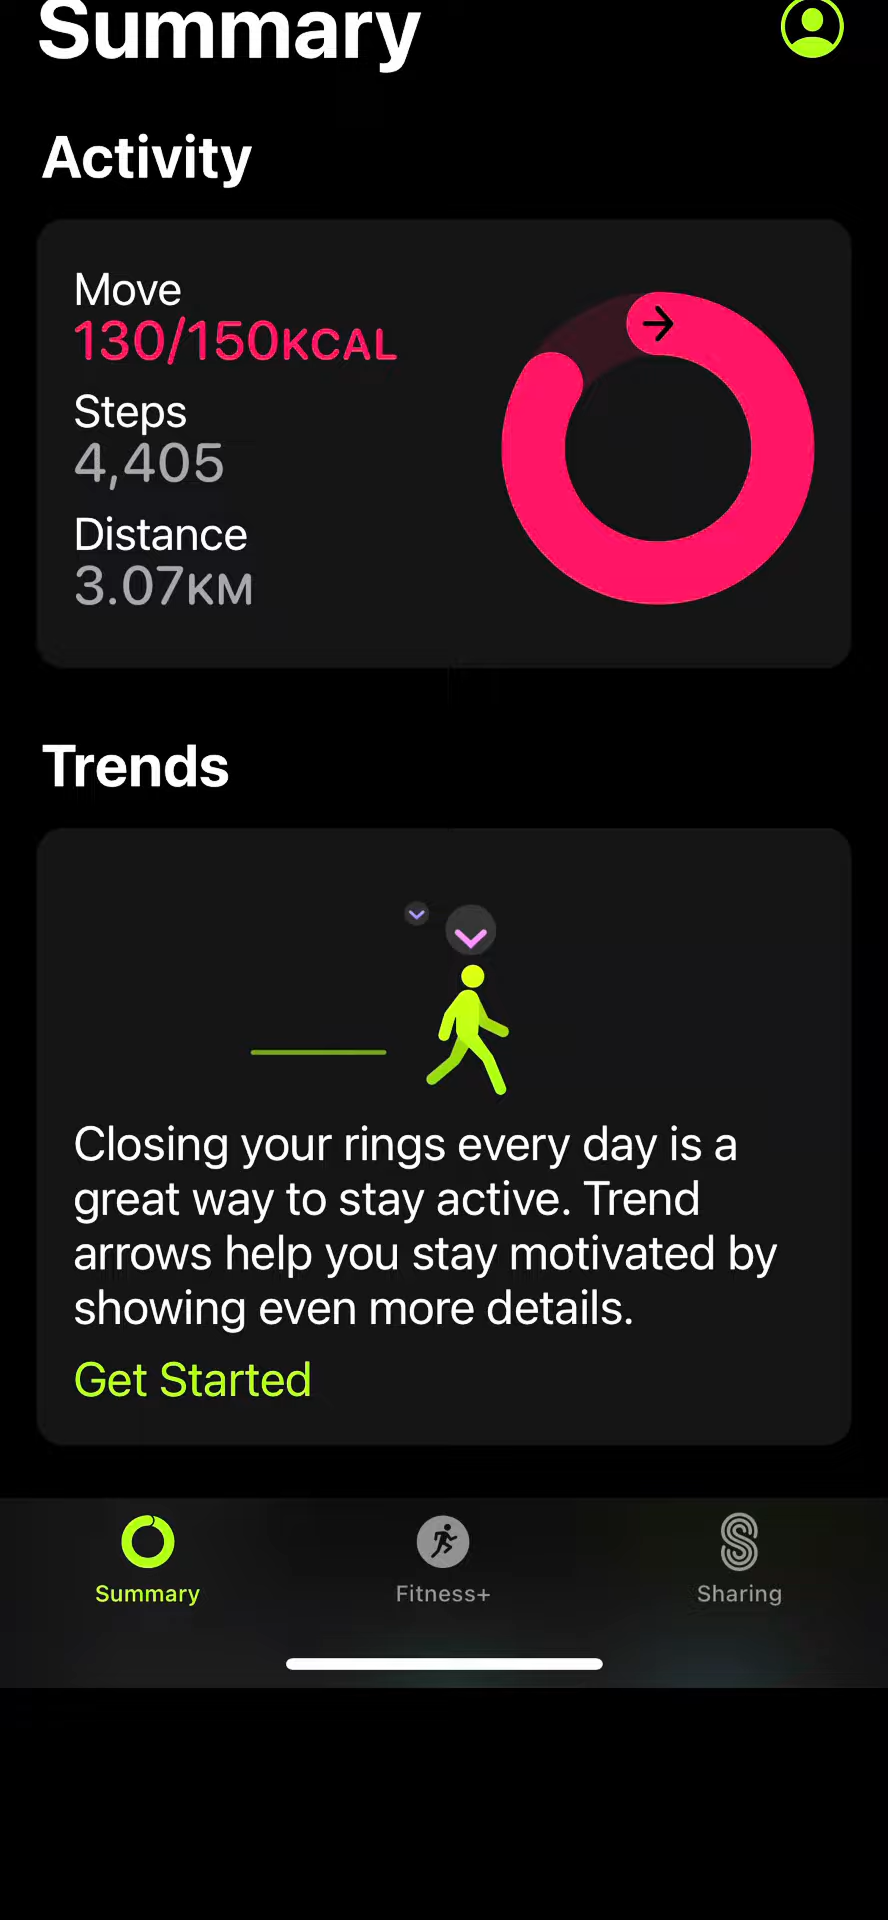 Summary
Activity
Move
130/150KCAL
Steps
4,405
Distance
3.07KM
Trends
Closing your rings every day is a
great way to stay active. Trend
arrows help you stay motivated by
showing even more details.
Get Started
Summary
Fitness+
Sharing